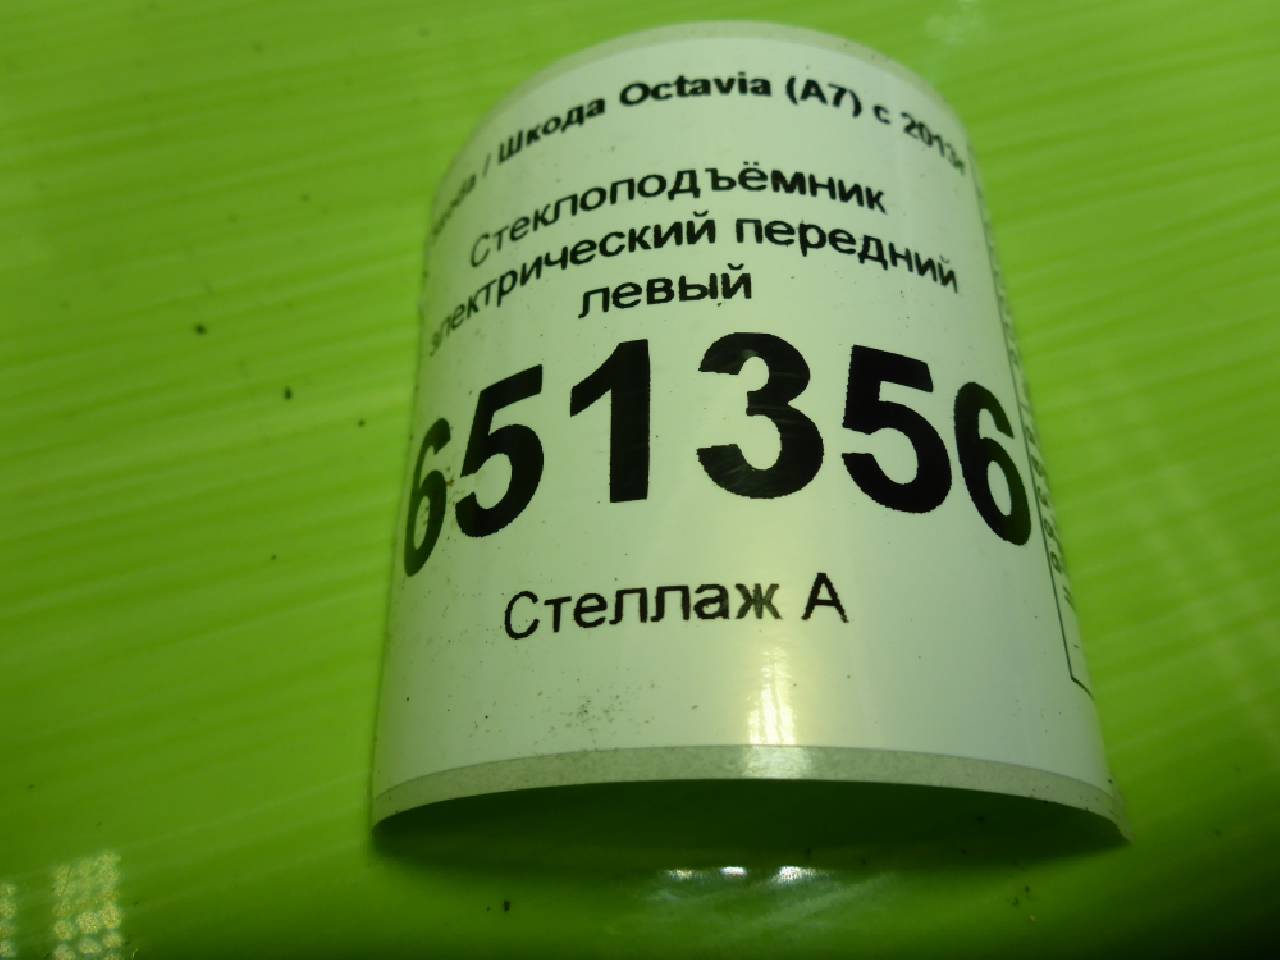 / Шкода Octavia (A7) с 2013г
Стеклоподъёмник
электрический передний
левый
651356
Стеллаж А